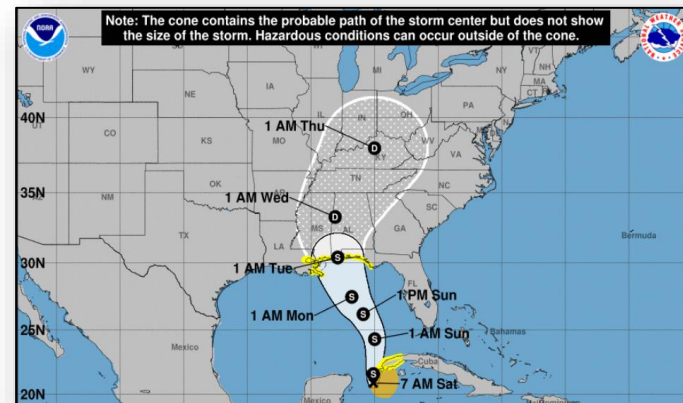 Note: The cone contains the probable path of the storm center but does not show
the size of the storm. Hazardous conditions can occur outside of the cone.
NOAA
WY
NE
IA
MI
NY
VT
NH
MA
CT
PA
40N
UT
CO
KS
MO
IL
IN
OH
WV
VA
1 AM Thu
D
KY
35N
NM
OK
AR
TN
NC
1 AM Wed
D
SC
TX
LA
MS
AL
GA
Bermuda
30N
1 AM Tue
S
FL
1 AM Mon
S
S
1 PM Sun
25N
S
1 AM Sun
Bahamas
Mexico
S
Cuba
7 AM Sat
20N
Mexico